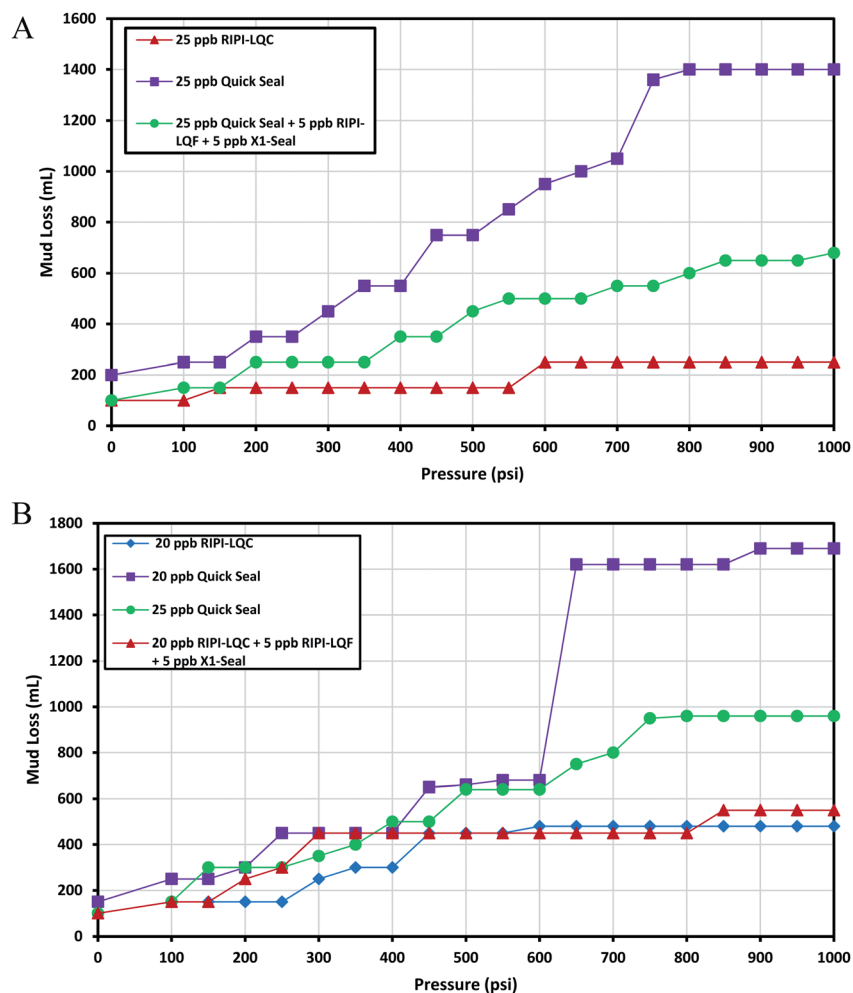 A
1600
1400
1200
1000
800
600
400
200
0
Mud Loss (mL)
25 ppb RIPI-LQC
25 ppb Quick Seal
25 ppb Quick Seal + 5 ppb RIPI-
LQF + 5 ppb X1-Seal
0 100 200 300 400 500 600 700 800 900 1000
Pressure (psi)
B
1800
1600
1400
1200
1000
800
600
400
200
0
Mud Loss (mL)
20 ppb RIPI-LQC
20 ppb Quick Seal
25 ppb Quick Seal
20 ppb RIPI-LQC + 5 ppb RIPI-LQF
+ 5 ppb X1-Seal
0 100 200 300 400 500 600 700 800 900 1000
Pressure (psi)